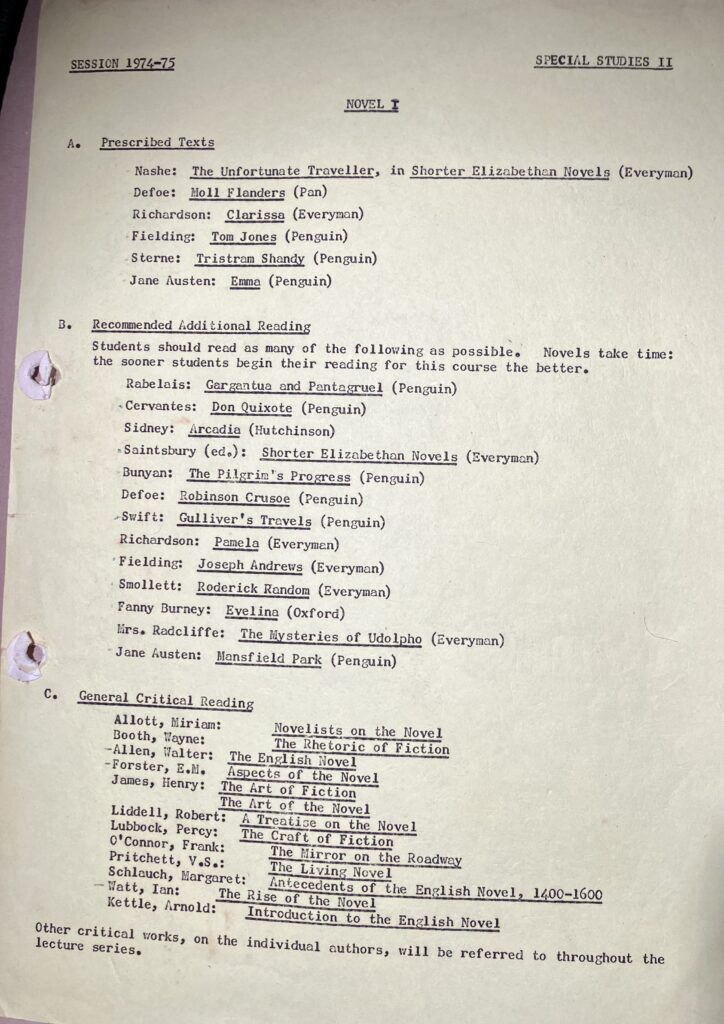 SESSION 1974-75
SPECIAL STUDIES II
NOVEL I
A. Prescribed Texts
Nashe: The Unfortunate Traveller, in Shorter Elizabethan Novels (Everyman)
Defoe: Moll Flanders (Pan)
Richardson: Clarissa (Everyman)
Fielding: Tom Jones (Penguin)
Sterne: Tristram Shandy (Penguin)
Jane Austen: Emma (Penguin)
B. Recommended Additional Reading
Students should read as many of the following as possible. Novels take time:
the sooner students begin their reading for this course the better.
Rabelais: Gargantua and Pantagruel (Penguin)
Cervantes: Don Quixote (Penguin)
Sidney: Arcadia (Hutchinson)
Saintsbury (ed.): Shorter Elizabethan Novels (Everyman)
Bunyan: The Pilgrim's Progress (Penguin)
Defoe: Robinson Crusoe (Penguin)
Swift: Gulliver's Travels (Penguin)
Richardson: Pamela (Everyman)
Fielding: Joseph Andrews (Everyman)
Smollett: Roderick Random (Everyman)
Fanny Burney: Evelina (Oxford)
Mrs. Radcliffe: The Mysteries of Udolpho (Everyman)
Jane Austen: Mansfield Park (Penguin)
C. General Critical Reading
Allott, Miriam: Novelists on the Novel
Booth, Wayne: The Rhetoric of Fiction
-Allen, Walter: The English Novel
-Forster, E.M. Aspects of the Novel
James, Henry: The Art of Fiction
The Art of the Novel
Liddell, Robert: A Treatise on the Novel
Lubbock, Percy: The Craft of Fiction
O'Connor, Frank: The Mirror on the Roadway
Pritchett, V.S.: The Living Novel
Schlauch, Margaret: Antecedents of the English Novel, 1400-1600
-Watt, Ian: The Rise of the Novel
Kettle, Arnold: Introduction to the English Novel
Other critical works, on the individual authors, will be referred to throughout the
lecture series.